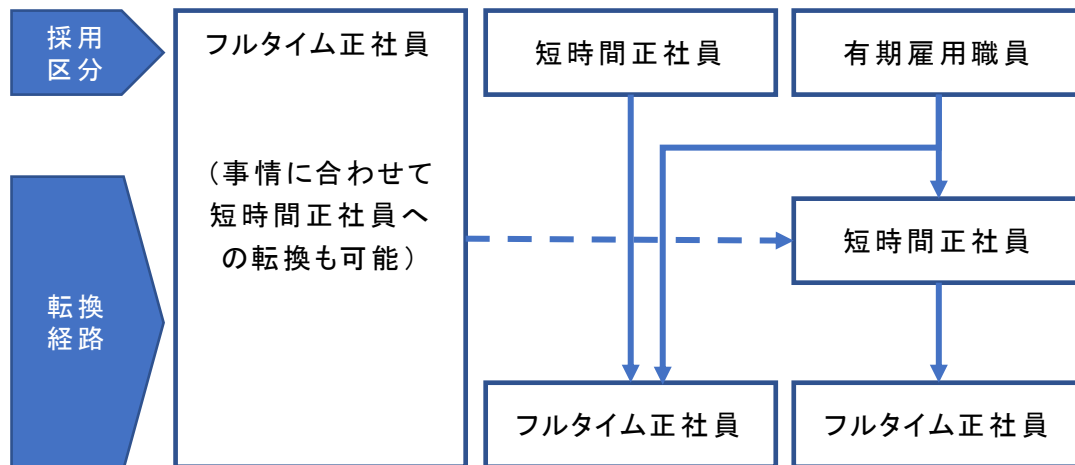 採用
区分
フルタイム正社員
短時間正社員
有期雇用職員
（事情に合わせて
短時間正社員へ
の転換も可能）
短時間正社員
転換
経路
フルタイム正社員
フルタイム正社員